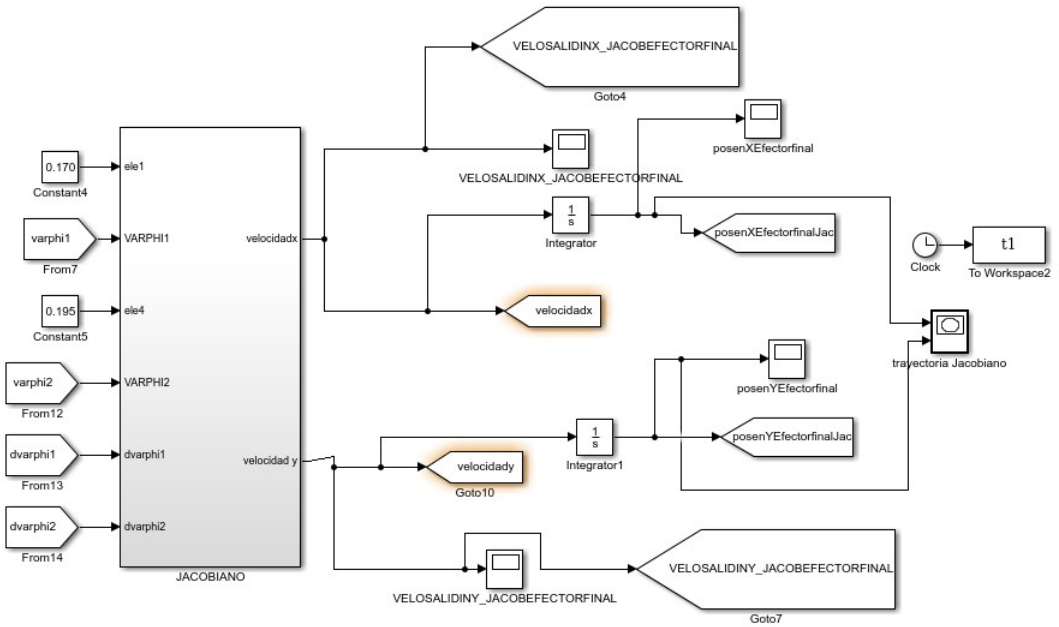 VELOSALIDINX_JACOBEFECTORFINAL
Goto4
posenXEfectorfinal
VELOSALIDINX_JACOBEFECTORFINAL
0.170
Constant4
ele1
varphi1
From7
VARPHI1
velocidadx
1
s
Integrator
posenXEfectorfinalJac
Clock
t1
To Workspace2
0.195
Constant5
ele4
velocidadx
trayectoria Jacobiano
varphi2
From12
VARPHI2
posenYEfectorfinal
dvarphi1
From13
dvarphi1
velocidad y
velocidady
Goto10
1
s
Integrator1
posenYEfectorfinalJac
dvarphi2
From14
dvarphi2
JACOBIANO
VELOSALIDINY_JACOBEFECTORFINAL
VELOSALIDINY_JACOBEFECTORFINAL
Goto7